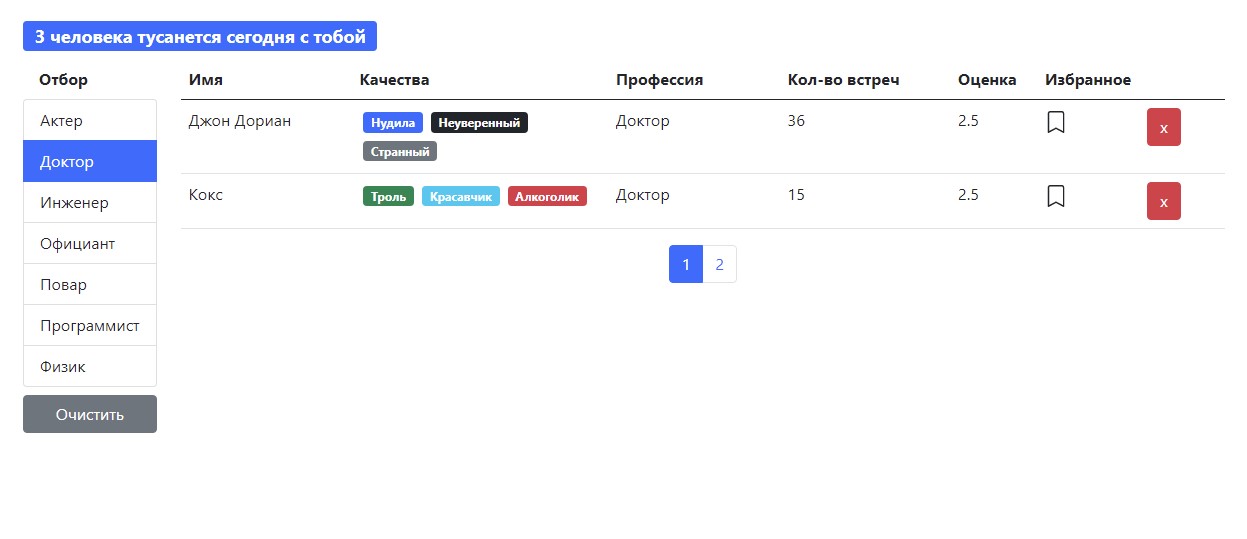 3 человека тусанется сегодня с тобой
Отбор
Актер
Доктор
Инженер
Официант
Повар
Программист
Физик
Очистить
Имя Качества Профессия Кол-во встреч Оценка Избранное
Джон Дориан Нудила Неуверенный Доктор 36 2.5 x
Странный
Кокс Троль Красавчик Алкоголик Доктор 15 2.5 x
1 2